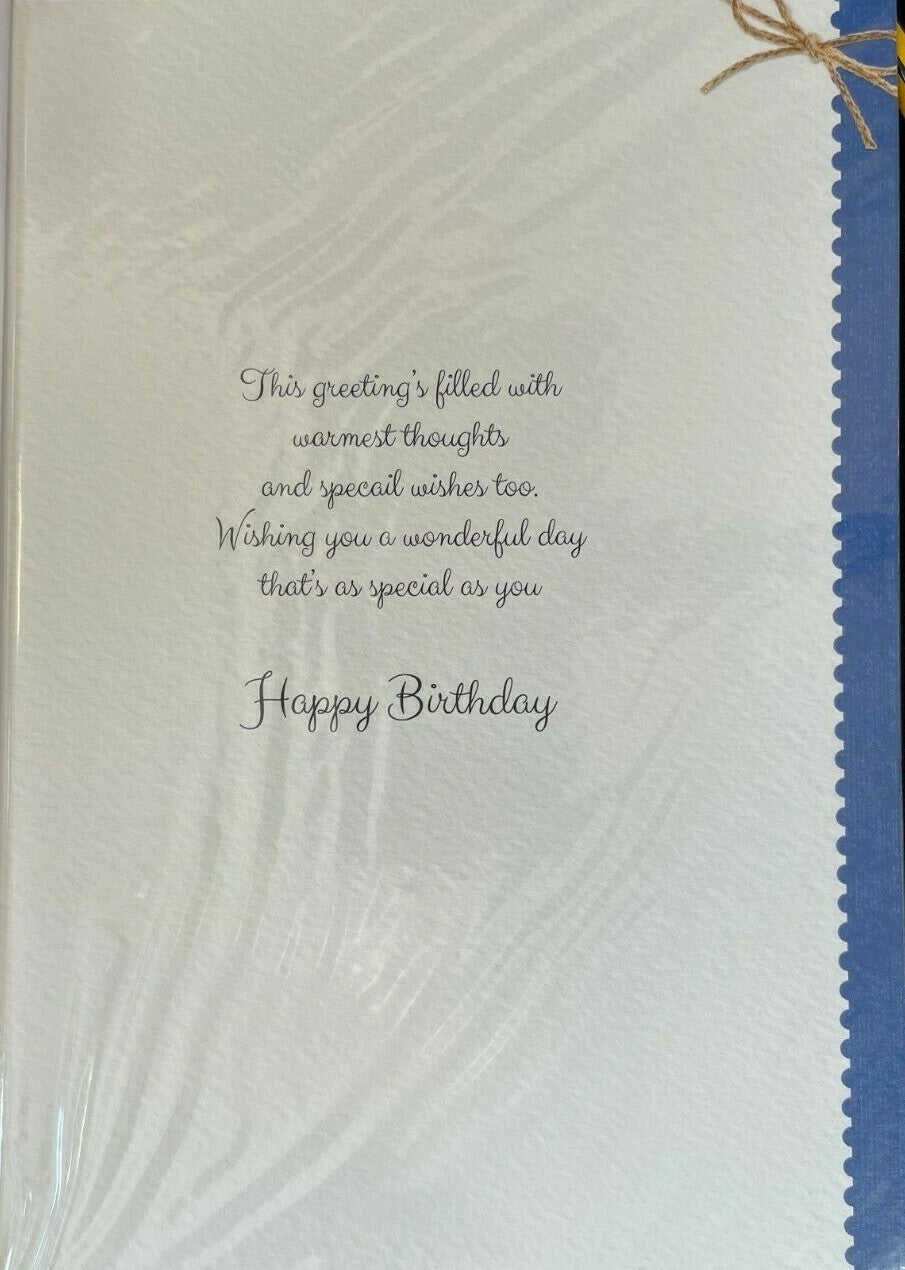 This greeting's filled with
warmest thoughts
and specail wishes too.
Wishing you a wonderful day
that's as special as you
Happy Birthday